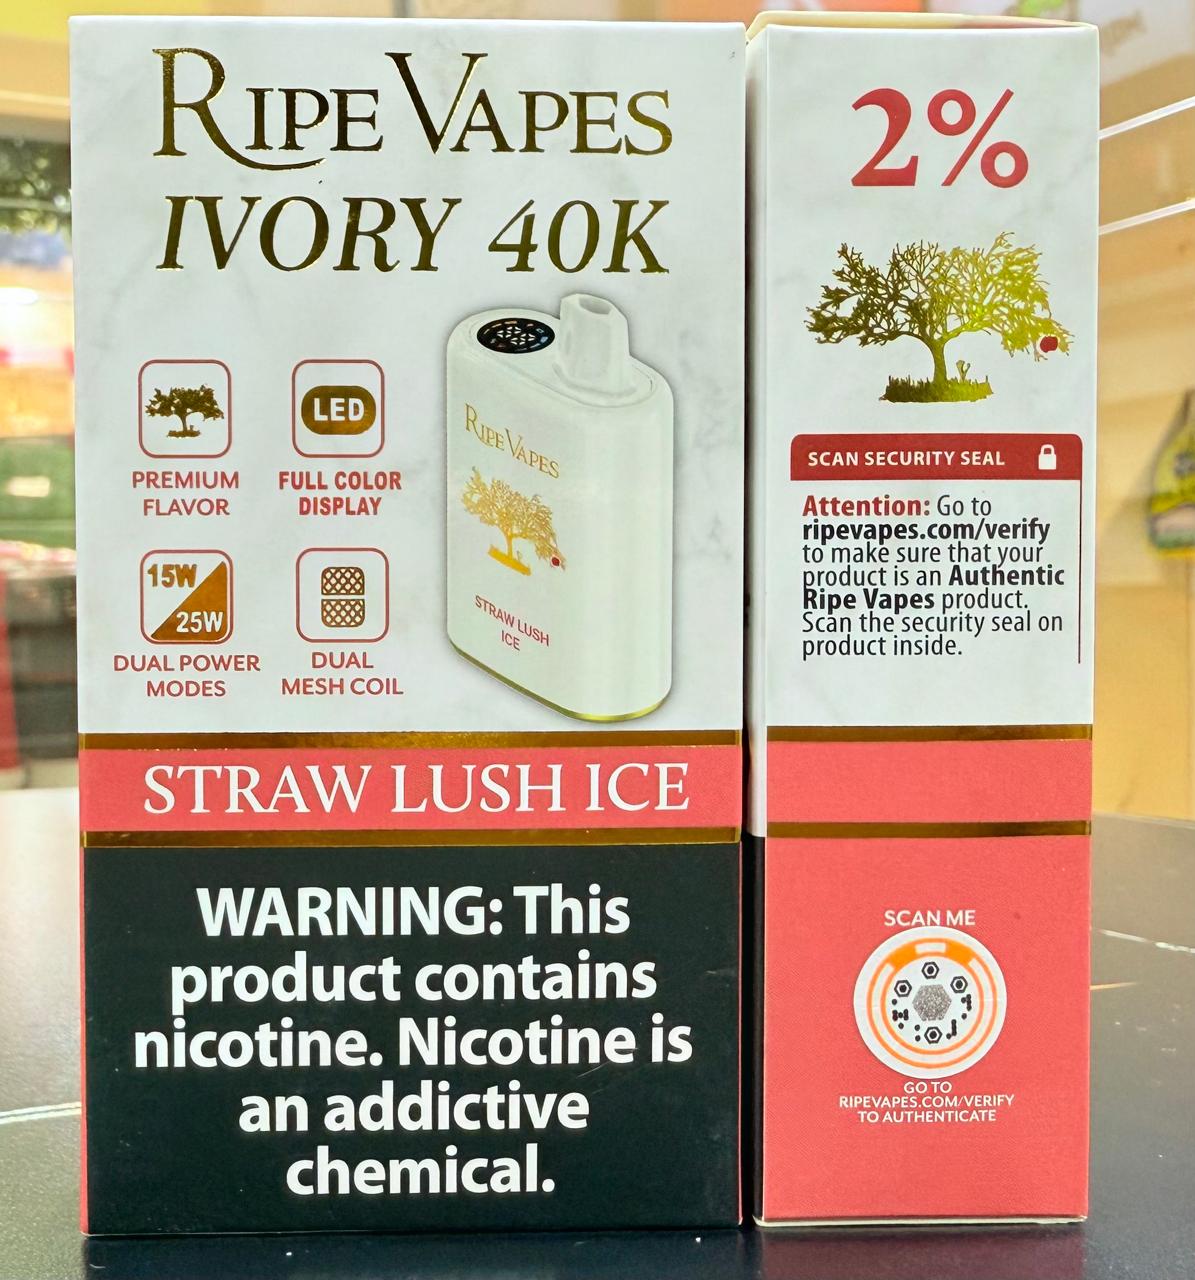 RIPE VAPES
IVORY 40K
PREMIUM
FLAVOR
LED
FULL COLOR
DISPLAY
15W
25W
DUAL POWER
MODES
DUAL
MESH COIL
RIPE VAPES
STRAW LUSH
ICE
STRAW LUSH ICE
WARNING: This
product contains
nicotine. Nicotine is
an addictive
chemical.
2%
SCAN SECURITY SEAL
Attention: Go to
ripevapes.com/verify
to make sure that your
product is an Authentic
Ripe Vapes product.
Scan the security seal on
product inside.
SCAN ME
GO TO
RIPEVAPES.COM/VERIFY
TO AUTHENTICATE